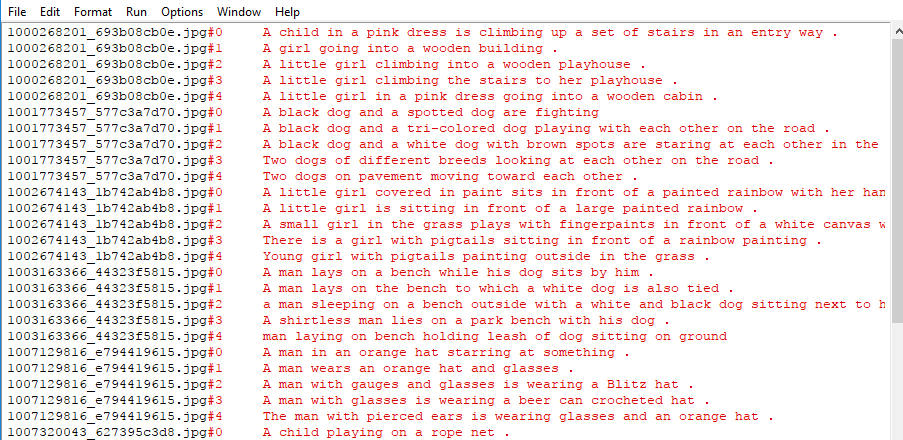 File Edit Format Run Options Window Help
1000268201_693b08cb0e.jpg#0 A child in a pink dress is climbing up a set of stairs in an entry way .
1000268201_693b08cb0e.jpg#1 A girl going into a wooden building .
1000268201_693b08cb0e.jpg#2 A little girl climbing into a wooden playhouse .
1000268201_693b08cb0e.jpg#3 A little girl climbing the stairs to her playhouse .
1000268201_693b08cb0e.jpg#4 A little girl in a pink dress going into a wooden cabin .
1001773457_577c3a7d70.jpg#0 A black dog and a spotted dog are fighting
1001773457_577c3a7d70.jpg#1 A black dog and a tri-colored dog playing with each other on the road .
1001773457_577c3a7d70.jpg#2 A black dog and a white dog with brown spots are staring at each other in the
1001773457_577c3a7d70.jpg#3 Two dogs of different breeds looking at each other on the road .
1001773457_577c3a7d70.jpg#4 Two dogs on pavement moving toward each other .
1002674143_1b742ab4b8.jpg#0 A little girl covered in paint sits in front of a painted rainbow with her han
1002674143_1b742ab4b8.jpg#1 A little girl is sitting in front of a large painted rainbow .
1002674143_1b742ab4b8.jpg#2 A small girl in the grass plays with fingerpaints in front of a white canvas w
1002674143_1b742ab4b8.jpg#3 There is a girl with pigtails sitting in front of a rainbow painting .
1002674143_1b742ab4b8.jpg#4 Young girl with pigtails painting outside in the grass .
1003163366_44323f5815.jpg#0 A man lays on a bench while his dog sits by him .
1003163366_44323f5815.jpg#1 A man lays on the bench to which a white dog is also tied .
1003163366_44323f5815.jpg#2 a man sleeping on a bench outside with a white and black dog sitting next to h
1003163366_44323f5815.jpg#3 A shirtless man lies on a park bench with his dog .
1003163366_44323f5815.jpg#4 man laying on bench holding leash of dog sitting on ground
1007129816_e794419615.jpg#0 A man in an orange hat starring at something .
1007129816_e794419615.jpg#1 A man wears an orange hat and glasses .
1007129816_e794419615.jpg#2 A man with gauges and glasses is wearing a Blitz hat .
1007129816_e794419615.jpg#3 A man with glasses is wearing a beer can crocheted hat .
1007129816_e794419615.jpg#4 The man with pierced ears is wearing glasses and an orange hat .
1007320043_627395c3d8.jpg#0 A child playing on a rope net .